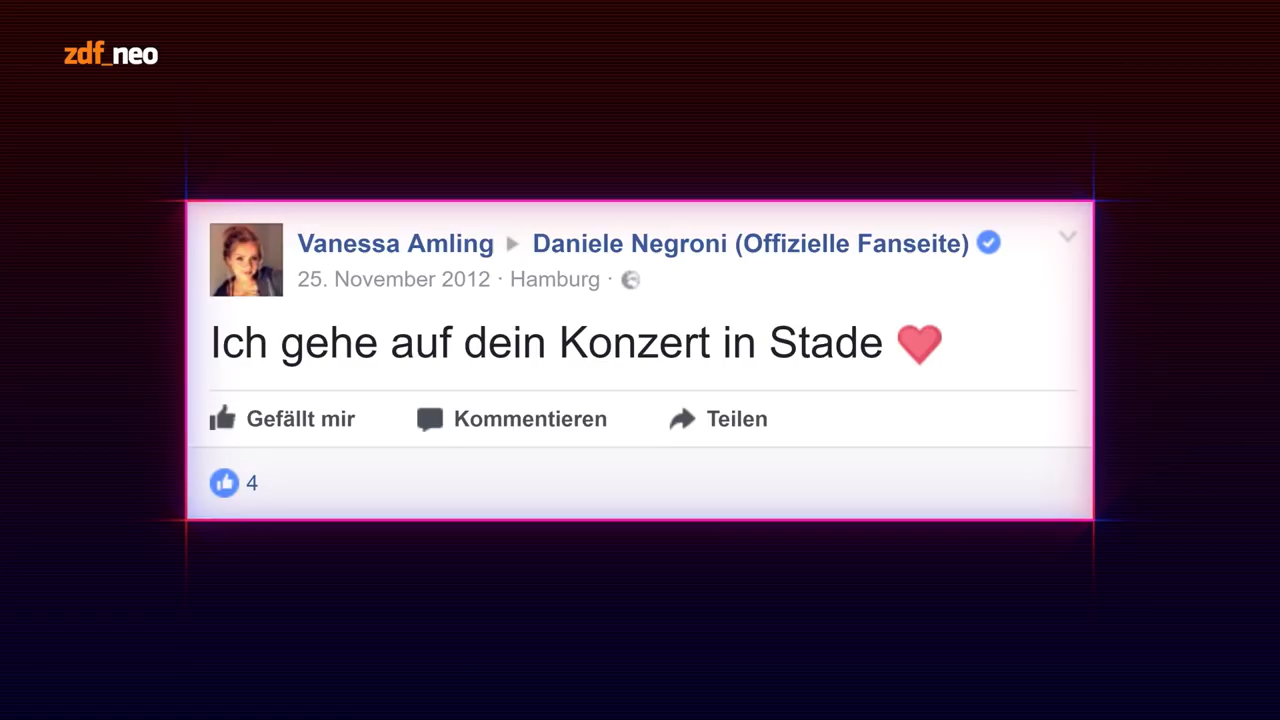 zdf_neo
Vanessa Amling ▸ Daniele Negroni (Offizielle Fanseite)
25. November 2012 · Hamburg ·
Ich gehe auf dein Konzert in Stade ❤
Gefällt mir Kommentieren Teilen
4